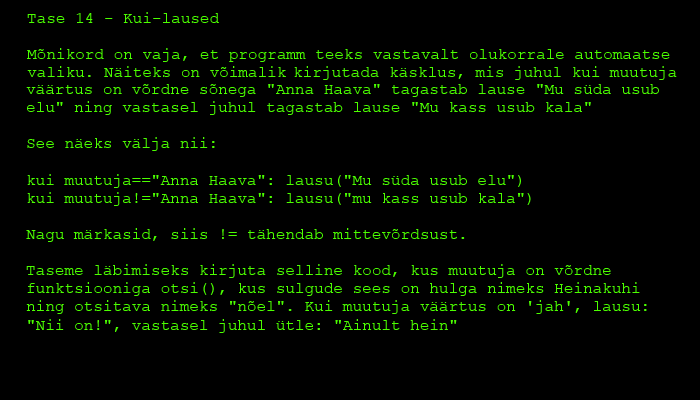 Tase 14 - Kui-laused
Mõnikord on vaja, et programm teeks vastavalt olukorrale automaatse
valiku. Näiteks on võimalik kirjutada käsklus, mis juhul kui muutuja
väärtus on võrdne sõnega "Anna Haava" tagastab lause "Mu süda usub
elu" ning vastasel juhul tagastab lause "Mu kass usub kala"
See näeks välja nii:
kui muutuja=="Anna Haava": lausu("Mu süda usub elu")
kui muutuja!="Anna Haava": lausu("mu kass usub kala")
Nagu märkasid, siis != tähendab mittevõrdsust.
Taseme läbimiseks kirjuta selline kood, kus muutuja on võrdne
funktsiooniga otsi(), kus sulgude sees on hulga nimeks Heinakuhi
ning otsitava nimeks "nõel". Kui muutuja väärtus on 'jah', lausu:
"Nii on!", vastasel juhul ütle: "Ainult hein"